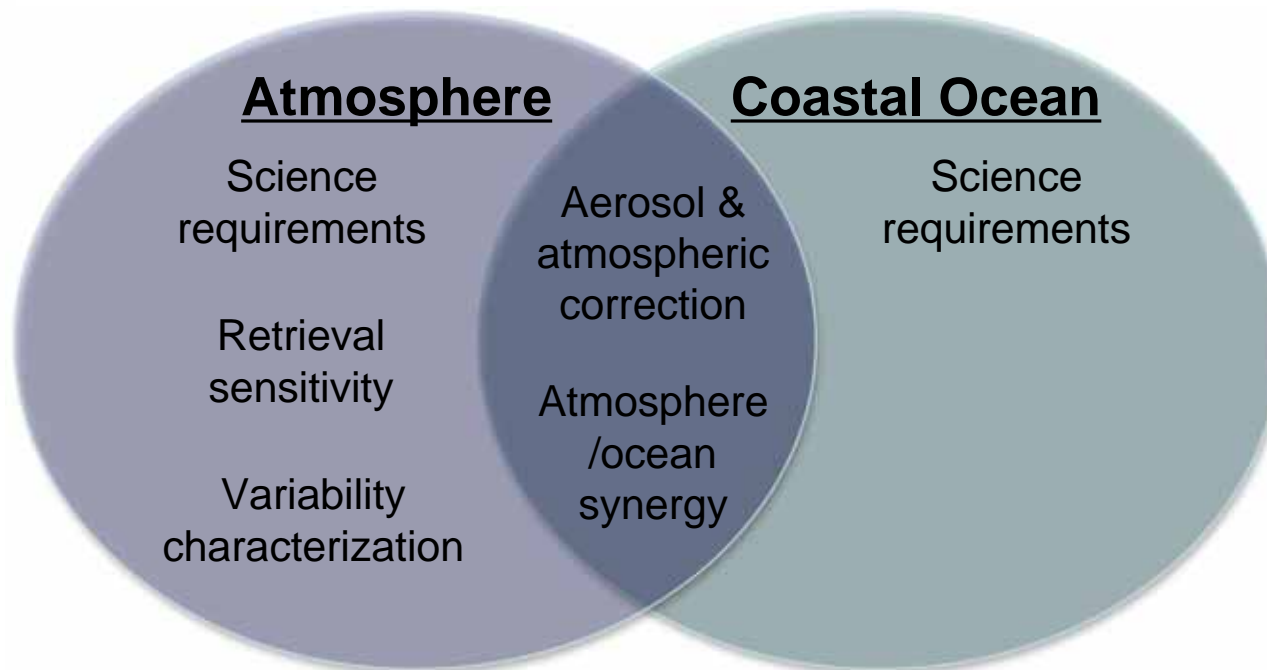 Atmosphere
Science
requirements
Retrieval
sensitivity
Variability
characterization
Aerosol &
atmospheric
correction
Atmosphere
/ocean
synergy
Coastal Ocean
Science
requirements